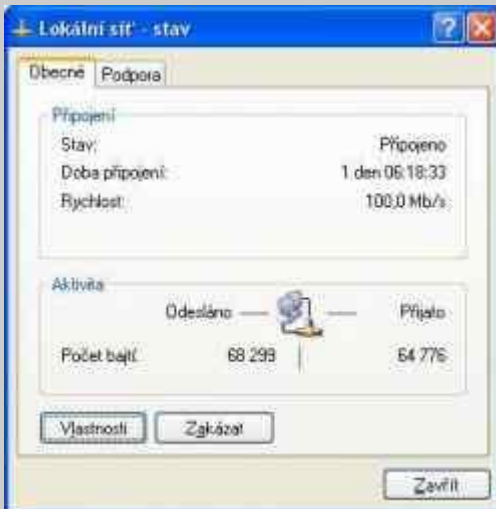 Lokální síť - stav
Obecné Podpora
Připojení
Stav: Připojeno
Doba připojení: 1 den 06:18:33
Rychlost: 100,0 Mb/s
Aktivita
Odesláno — — Přijato
Počet bajtů: 68 299 64 776
Vlastnosti Zakázat
Zavřít